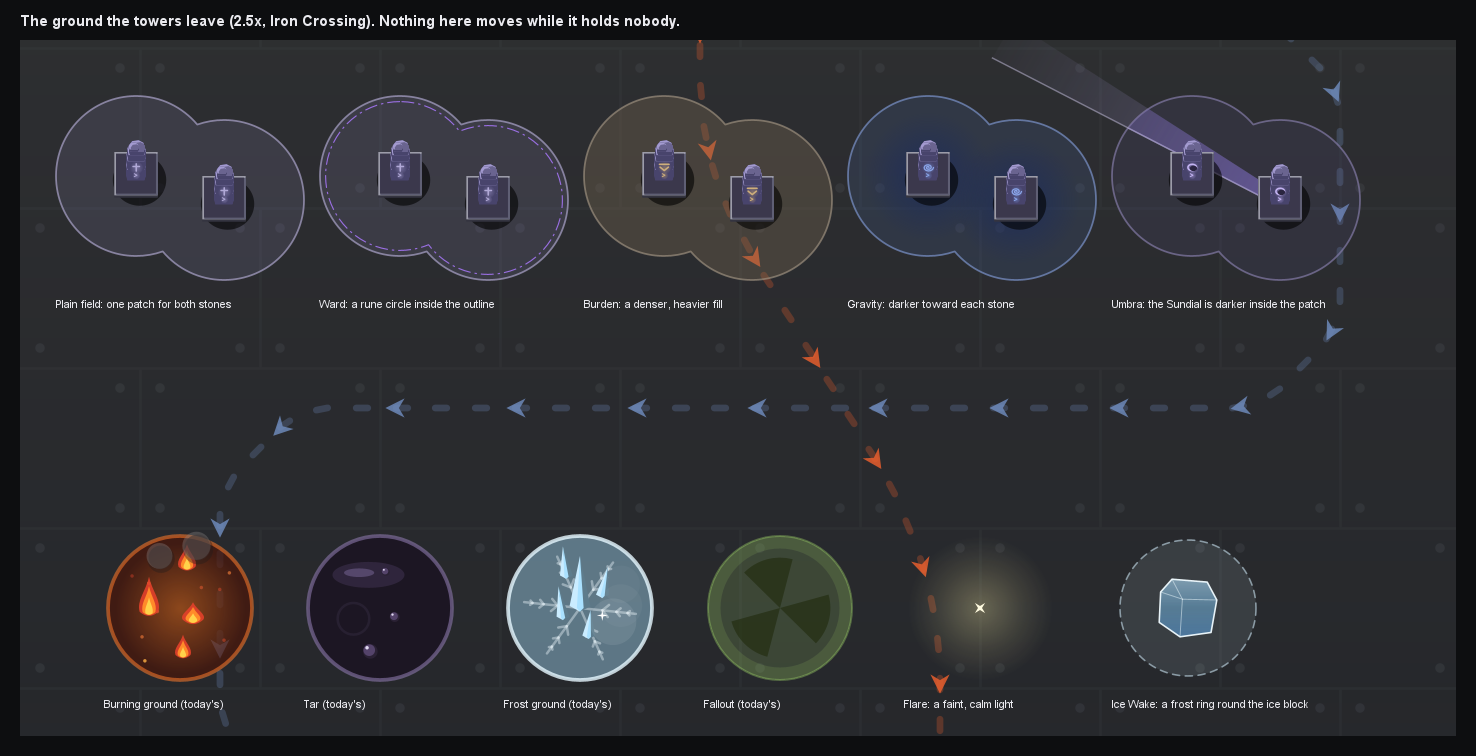 The ground the towers leave (2.5x, Iron Crossing). Nothing here moves while it holds nobody.
Plain field: one patch for both stones
Ward: a rune circle inside the outline
Burden: a denser, heavier fill
Gravity: darker toward each stone
Umbra: the Sundial is darker inside the patch
Burning ground (today's)
Tar (today's)
Frost ground (today's)
Fallout (today's)
Flare: a faint, calm light
Ice Wake: a frost ring round the ice block